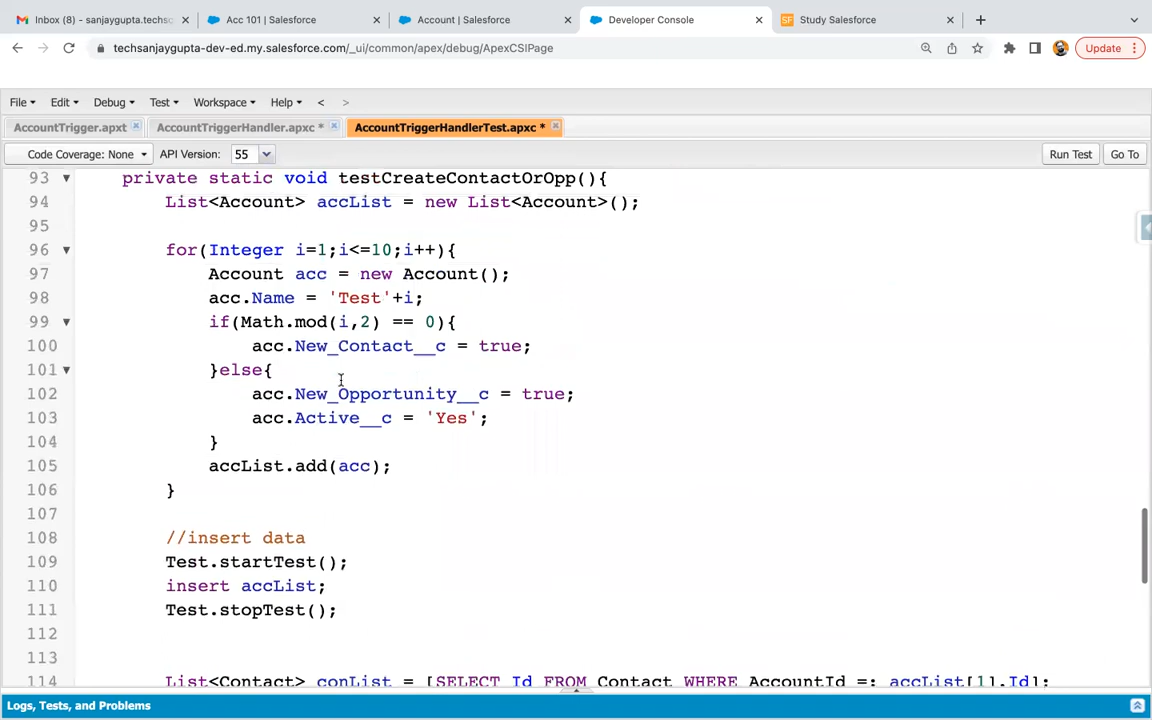 Inbox (90) - sanjaygupta.techsc
Acc 101 | Salesforce
Account | Salesforce
Developer Console
Study Salesforce
techsanjaygupta-dev-ed.my.salesforce.com/_ui/common/apex/debug/ApexCSIPage
Update
File Edit Debug Test Workspace Help < >
AccountTrigger.apxt
AccountTriggerHandler.apxc *
AccountTriggerHandlerTest.apxc *
Code Coverage: None API Version: 55 Run Test Go To
93 private static void testCreateContactOrOpp(){
94 List<Account> accList = new List<Account>();
95
96 for(Integer i=1;i<=10;i++){
97 Account acc = new Account();
98 acc.Name = 'Test'+i;
99 if(Math.mod(i,2) == 0){
100 acc.New_Contact__c = true;
101 }else{
102 acc.New_Opportunity__c = true;
103 acc.Active__c = 'Yes';
104 }
105 accList.add(acc);
106 }
107
108 //insert data
109 Test.startTest();
110 insert accList;
111 Test.stopTest();
112
113
114 List<Contact> conList = [SELECT Id FROM Contact WHERE AccountId =: accList[1].Id];
Logs, Tests, and Problems